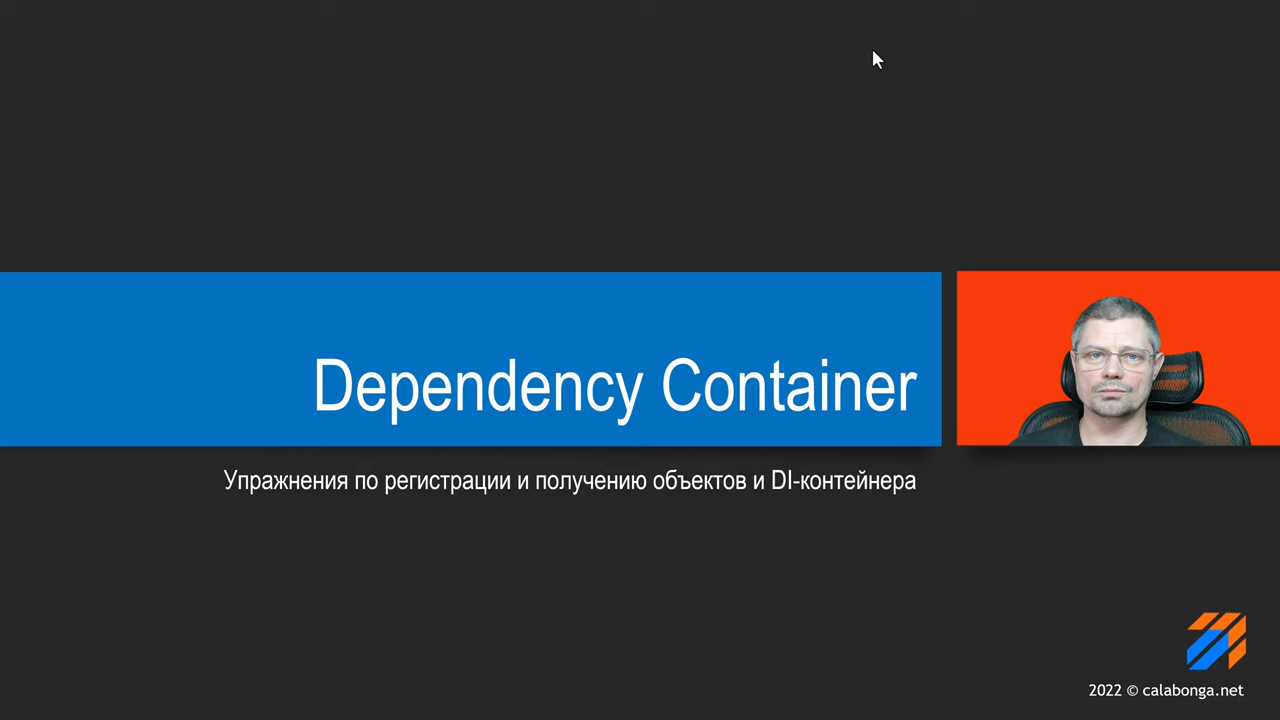 Dependency Container
Упражнения по регистрации и получению объектов и DI-контейнера
2022 © calabonga.net